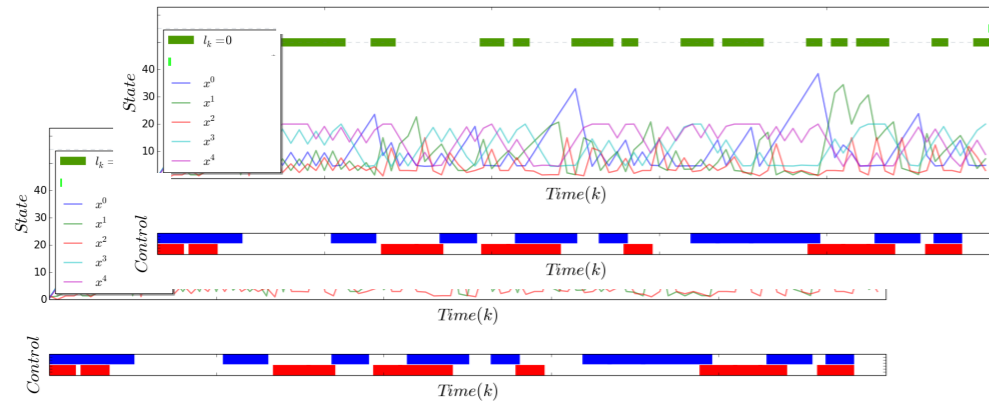 l_k = 0
x^0
x^1
x^2
x^3
x^4
State
40
30
20
10
Time(k)
Control
Time(k)
l_k =
x^0
x^1
x^2
x^3
x^4
State
40
30
20
10
0
Time(k)
Control
Time(k)